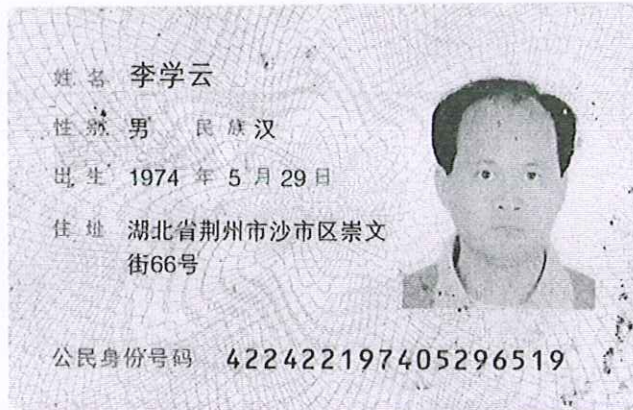 姓名 李学云
性别 男 民族 汉
出生 1974 年 5 月 29 日
住址 湖北省荆州市沙市区崇文
街66号
公民身份号码 422422197405296519